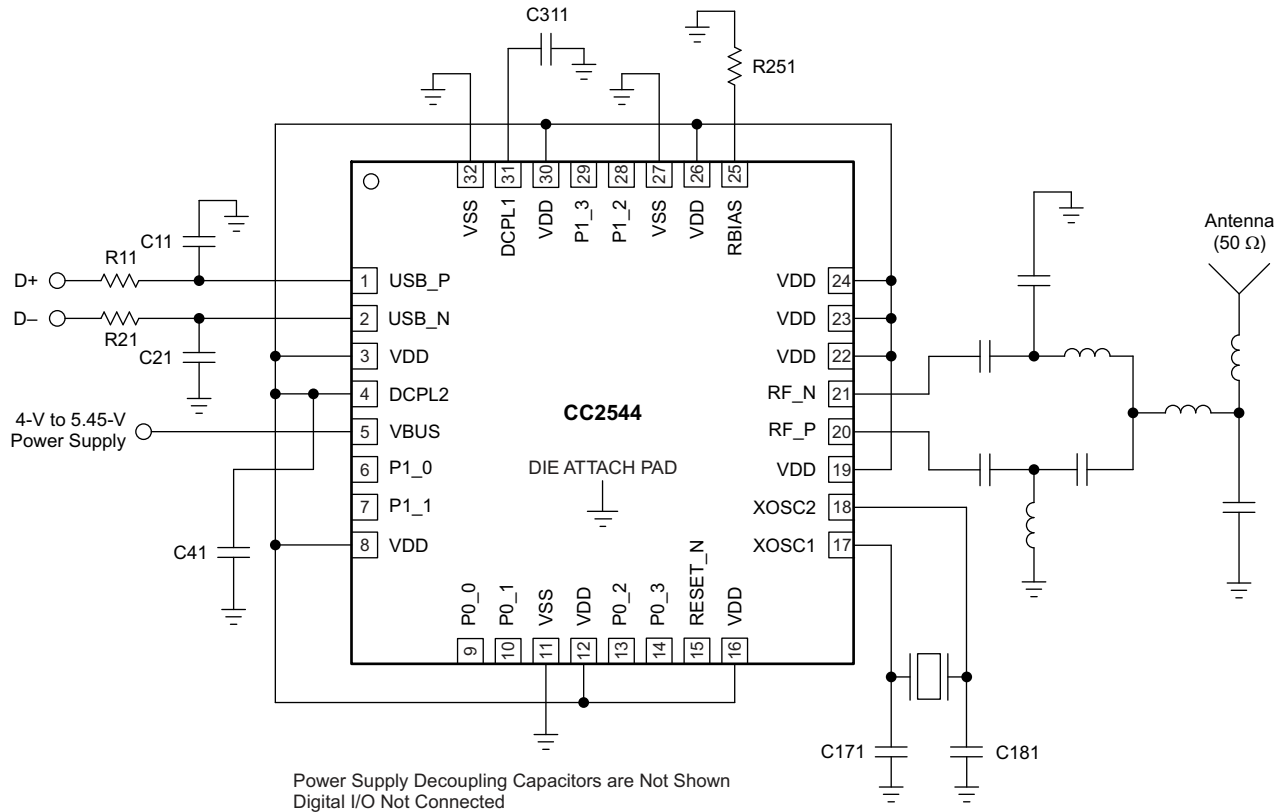 C311
R251
32
31
30
29
28
27
26
25
VSS
DCPL1
VDD
P1_3
P1_2
VSS
VDD
RBIAS
Antenna
(50 Ω)
C11
R11
D+
D–
R21
C21
1 USB_P
2 USB_N
3 VDD
4 DCPL2
5 VBUS
6 P1_0
7 P1_1
8 VDD
4-V to 5.45-V
Power Supply
C41
CC2544
DIE ATTACH PAD
VDD 24
VDD 23
VDD 22
RF_N 21
RF_P 20
VDD 19
XOSC2 18
XOSC1 17
P0_0
P0_1
VSS
VDD
P0_2
P0_3
RESET_N
VDD
9
10
11
12
13
14
15
16
C171
C181
Power Supply Decoupling Capacitors are Not Shown
Digital I/O Not Connected